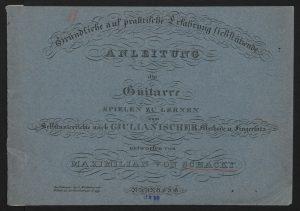 Gründliche auf praktische Erfahrung sich stützende
ANLEITUNG
die
Guitarre
SPIELEN ZU LERNEN
zum
Selbstunterricht nach GIULIANISCHER Methode u. Fingersatz
entworfen von
MAXIMILIAN VON SCHACKY